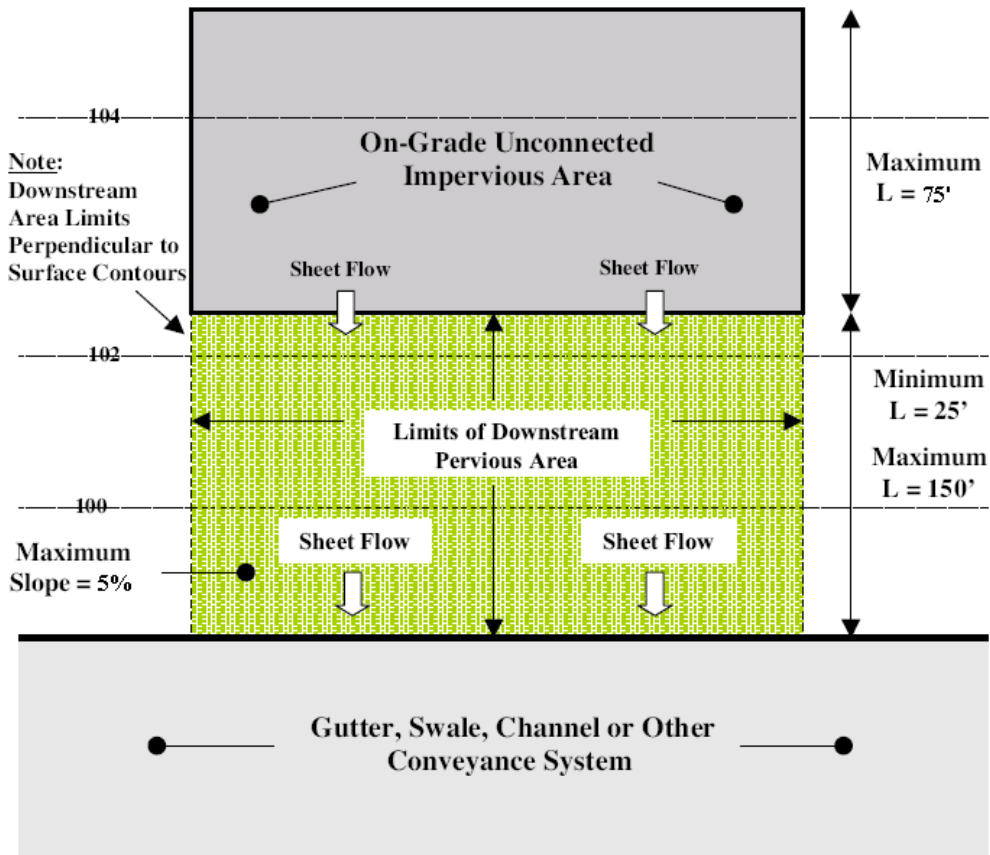 104
On-Grade Unconnected
Impervious Area
Note:
Downstream
Area Limits
Perpendicular to
Surface Contours
Maximum
L = 75'
Sheet Flow
Sheet Flow
102
Minimum
L = 25’
Limits of Downstream
Pervious Area
Maximum
L = 150’
100
Sheet Flow
Sheet Flow
Maximum
Slope = 5%
Gutter, Swale, Channel or Other
Conveyance System